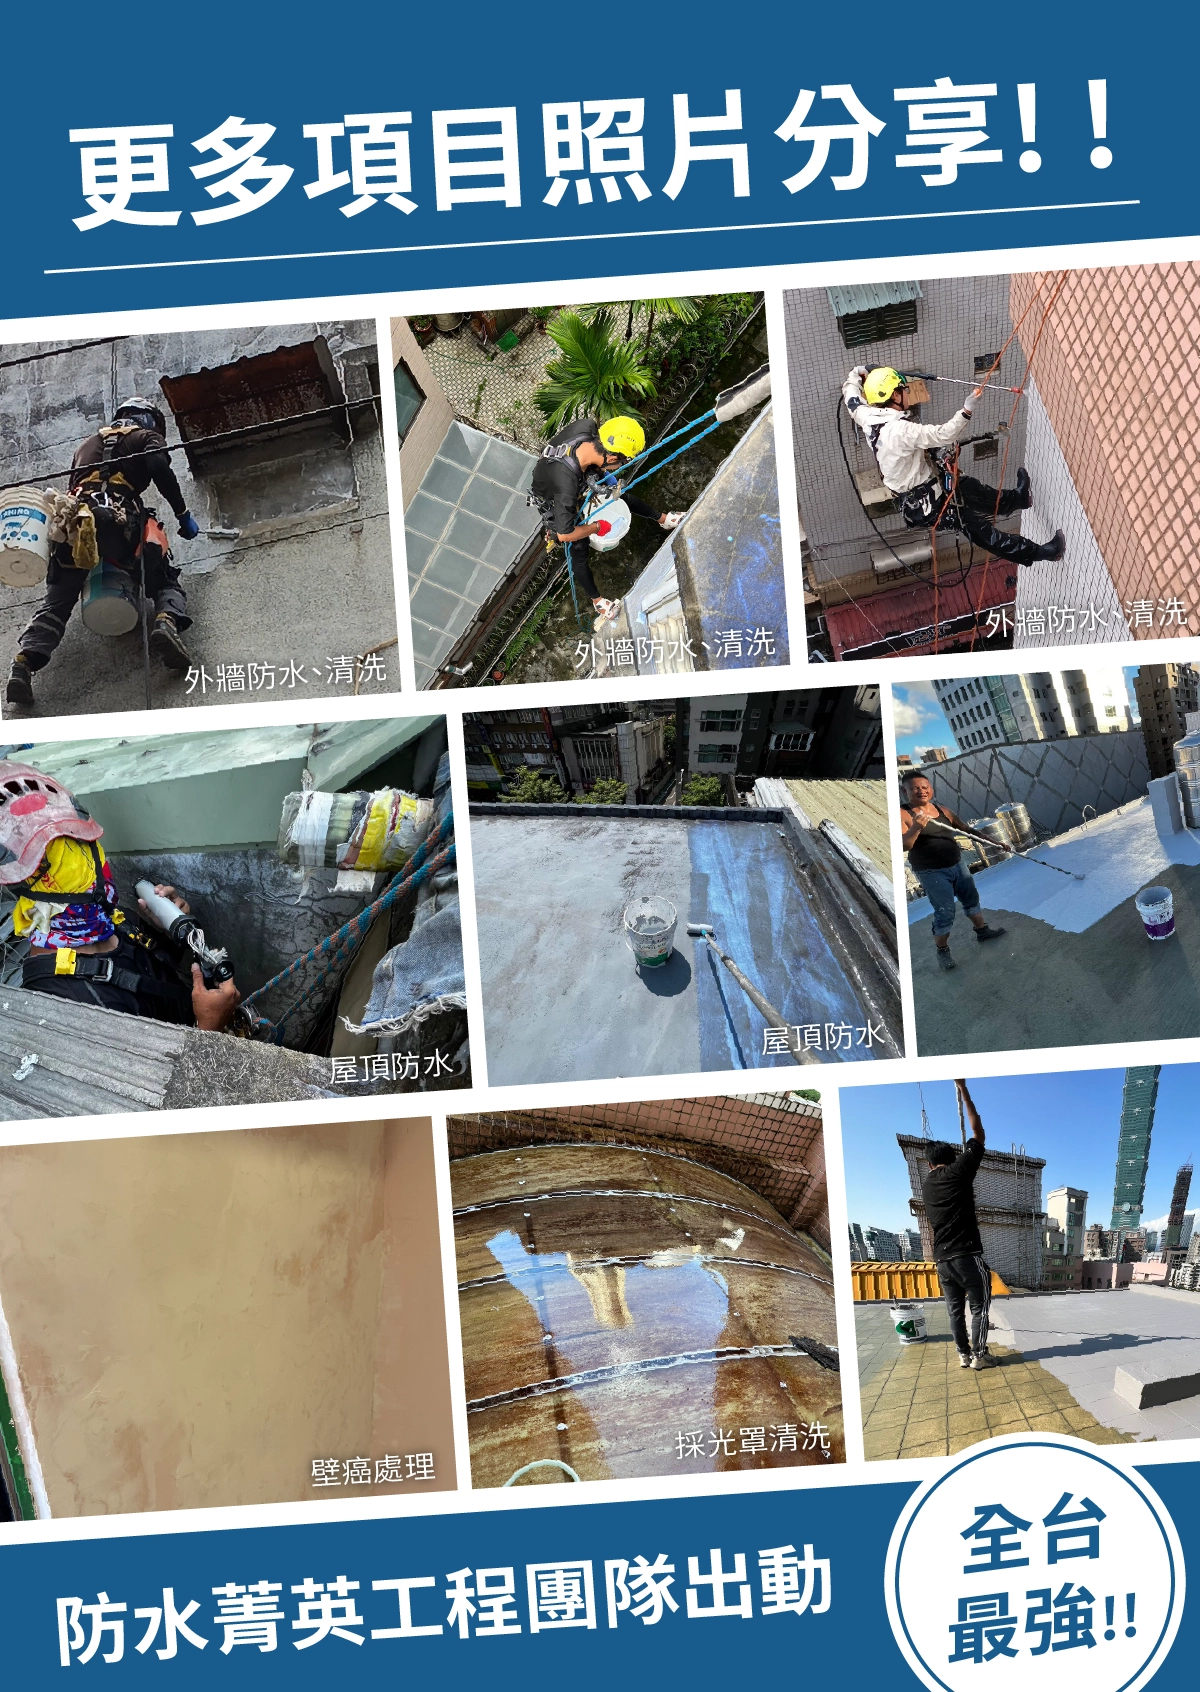 更多項目照片分享!!
外牆防水、清洗
外牆防水、清洗
外牆防水、清洗
屋頂防水
屋頂防水
壁癌處理
採光罩清洗
防水菁英工程團隊出動
全台
最強!!